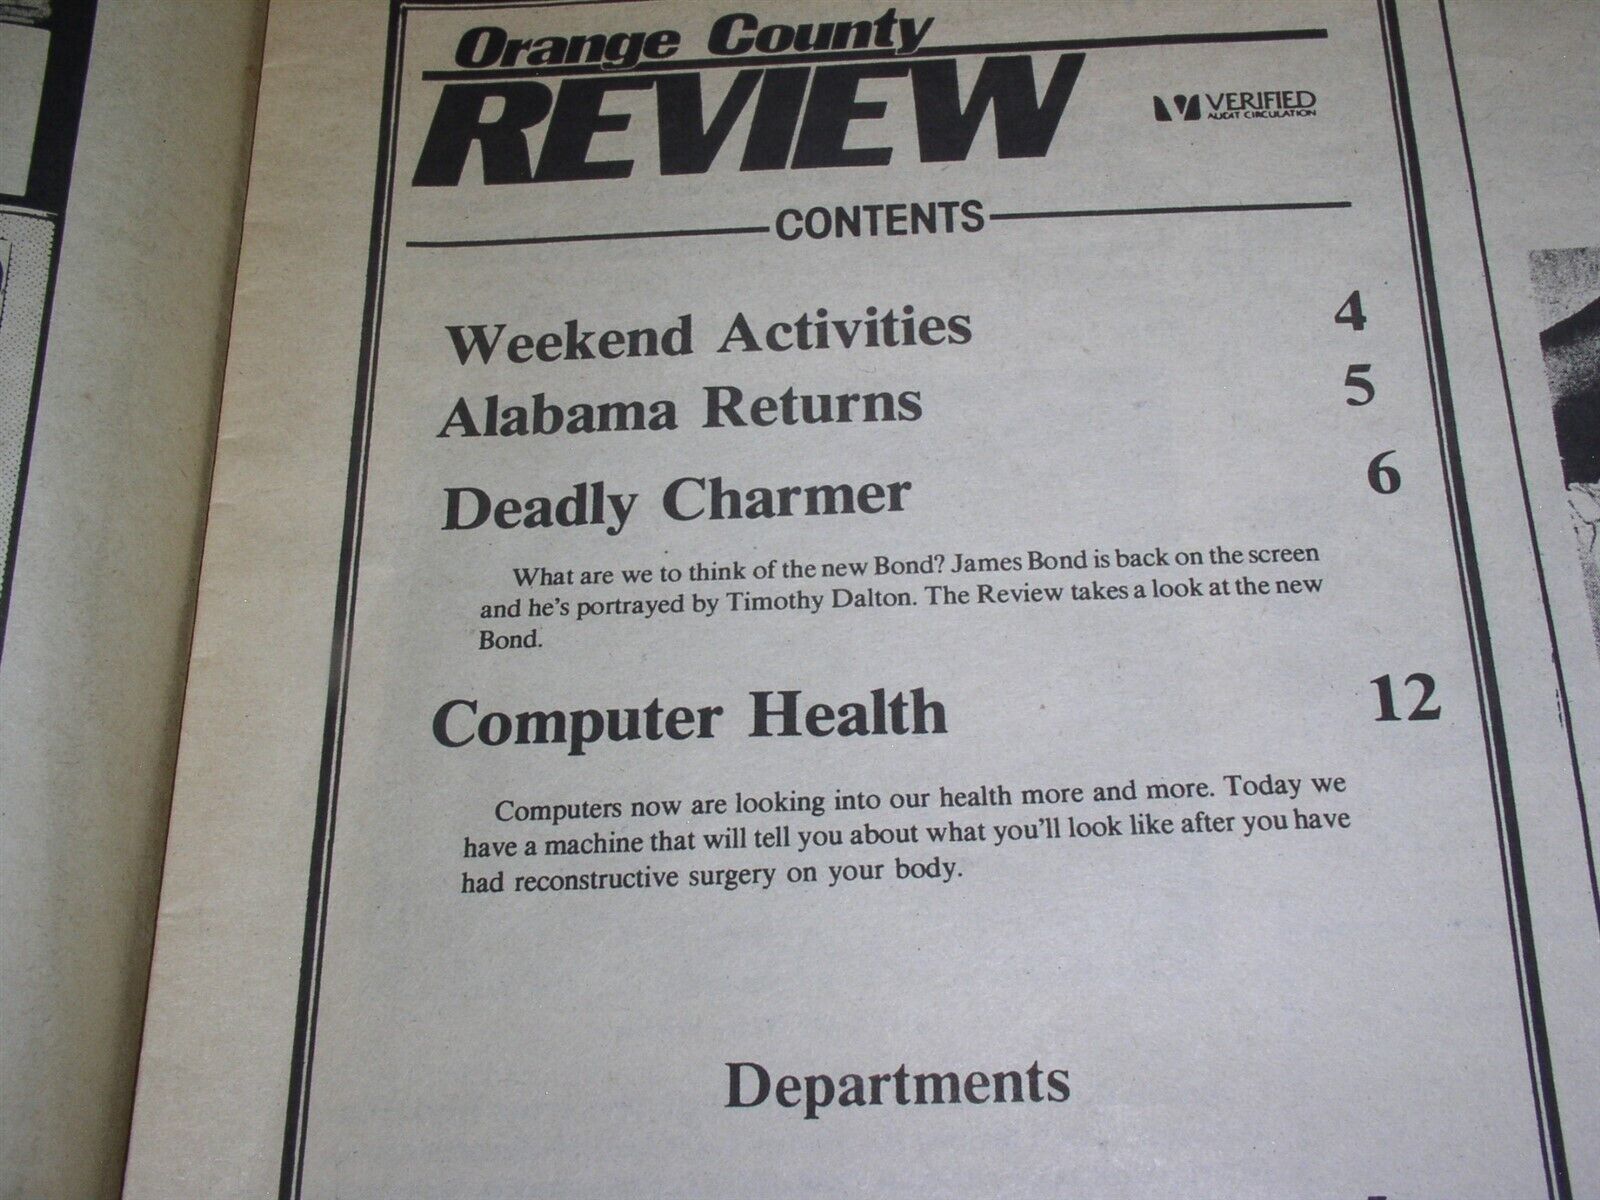 Orange County
REVIEW
VERIFIED
AUDIT CIRCULATION
CONTENTS
Weekend Activities 4
Alabama Returns 5
Deadly Charmer 6
What are we to think of the new Bond? James Bond is back on the screen
and he's portrayed by Timothy Dalton. The Review takes a look at the new
Bond.
Computer Health 12
Computers now are looking into our health more and more. Today we
have a machine that will tell you about what you'll look like after you have
had reconstructive surgery on your body.
Departments